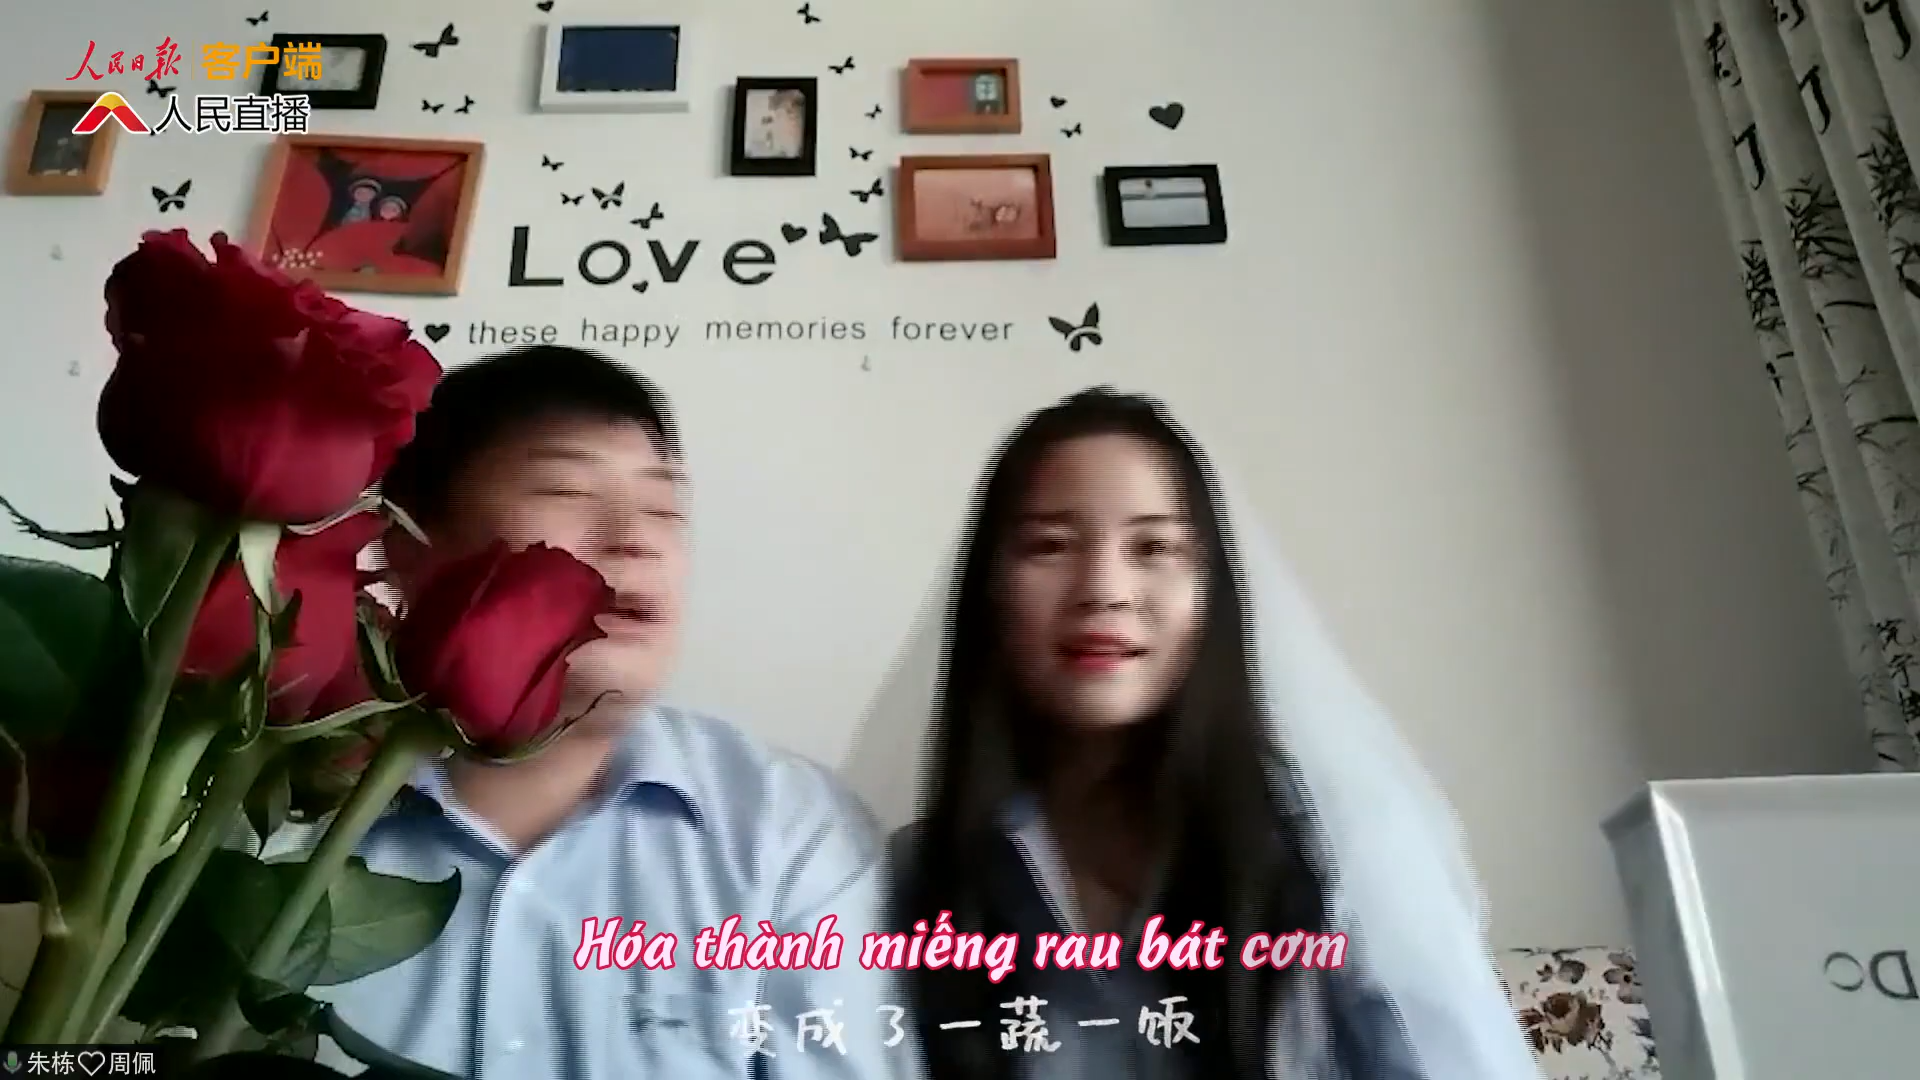 人民日报 客户端
人民直播
Love
these happy memories forever
Hóa thành miếng rau bát cơm
变成了一蔬一饭
朱栋♡周佩